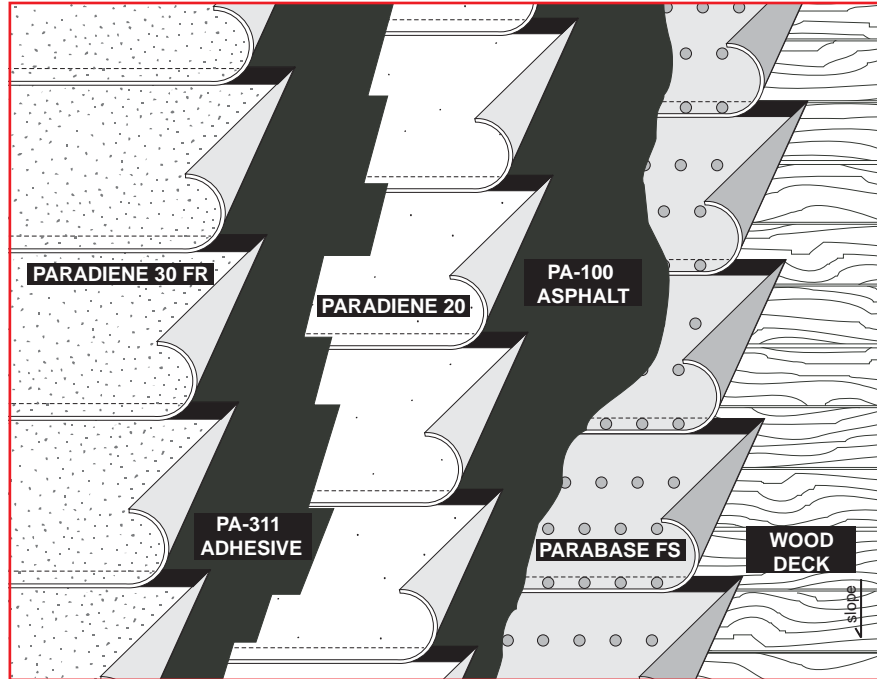 PARADIENE 30 FR
PARADIENE 20
PA-100
ASPHALT
PA-311
ADHESIVE
PARABASE FS
WOOD
DECK
slope